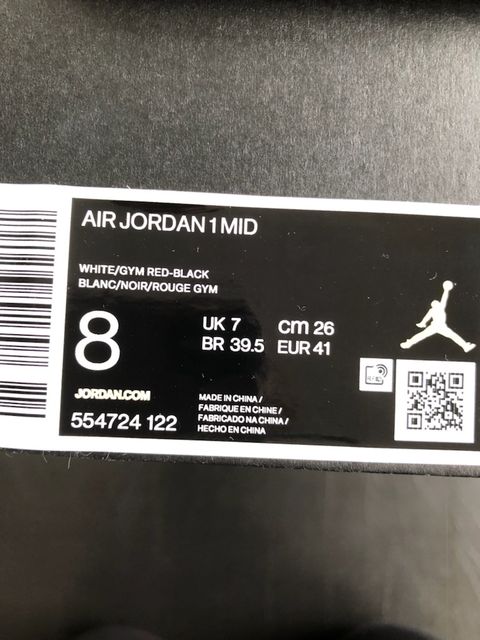 AIR JORDAN 1 MID
WHITE/GYM RED-BLACK
BLANC/NOIR/ROUGE GYM
8
UK 7 cm 26
BR 39.5 EUR 41
JORDAN.COM
554724 122
MADE IN CHINA /
FABRIQUE EN CHINE /
FABRICADO NA CHINA /
HECHO EN CHINA